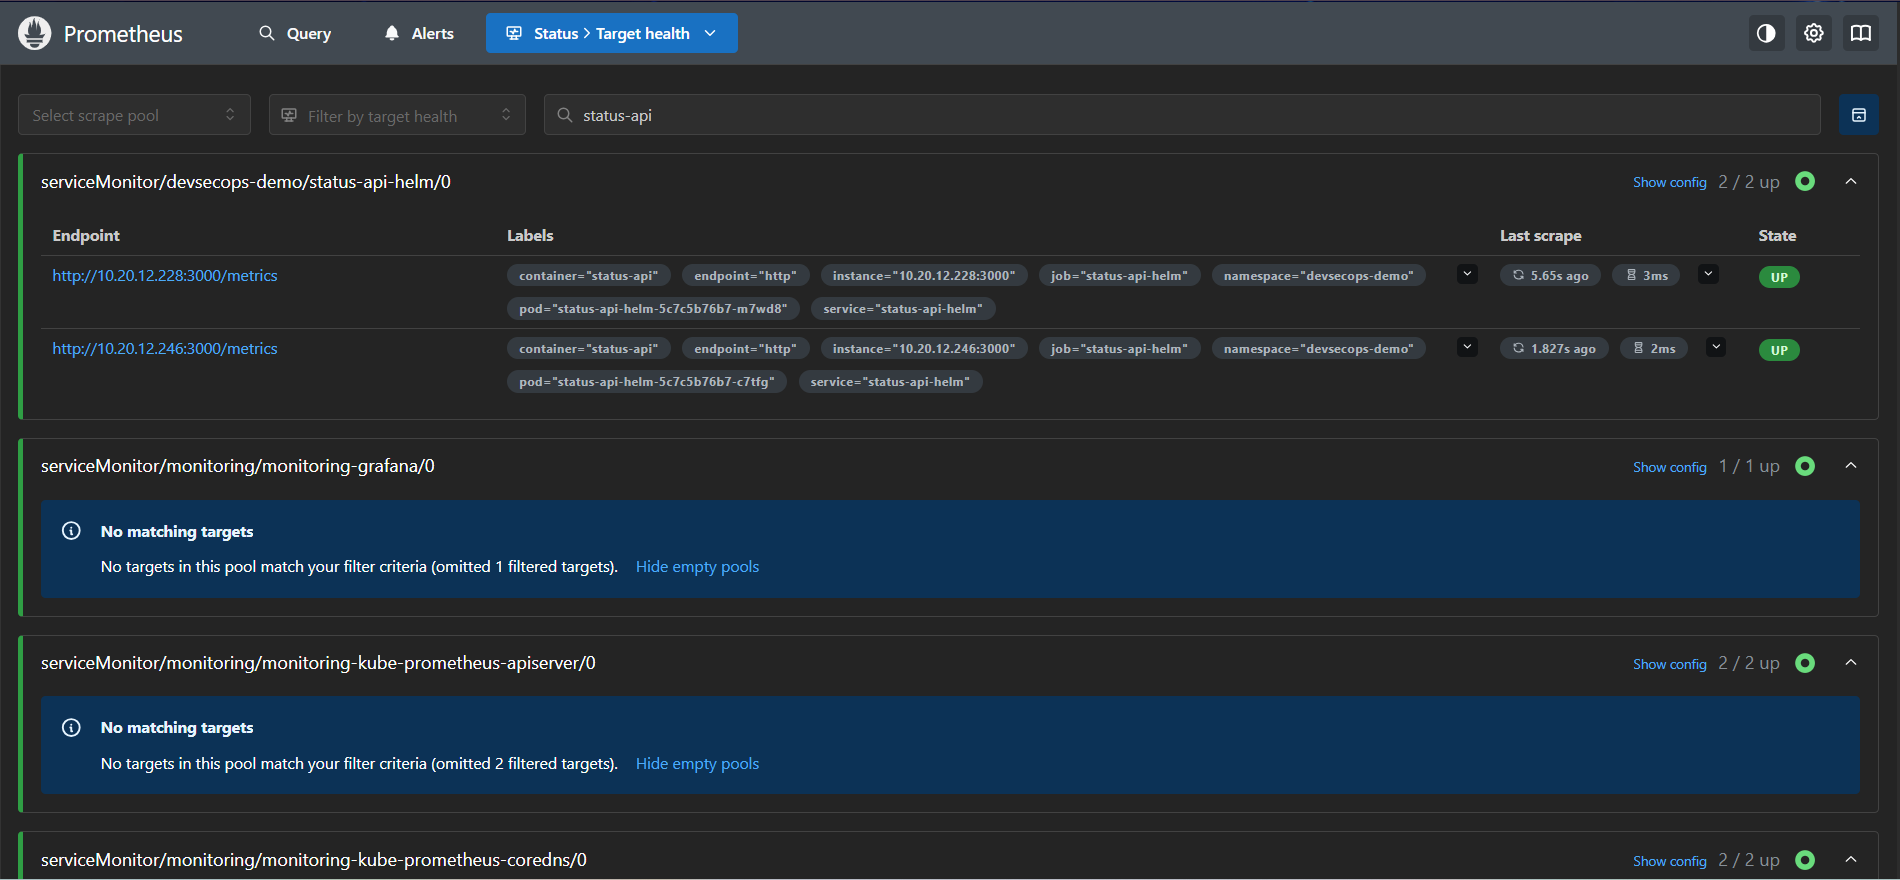 Prometheus Query Alerts Status > Target health
Select scrape pool Filter by target health status-api
serviceMonitor/devsecops-demo/status-api-helm/0 Show config 2 / 2 up
Endpoint Labels Last scrape State
http://10.20.12.228:3000/metrics container="status-api" endpoint="http" instance="10.20.12.228:3000" job="status-api-helm" namespace="devsecops-demo" 5.65s ago 3ms UP
pod="status-api-helm-5c7c5b76b7-m7wd8" service="status-api-helm"
http://10.20.12.246:3000/metrics container="status-api" endpoint="http" instance="10.20.12.246:3000" job="status-api-helm" namespace="devsecops-demo" 1.827s ago 2ms UP
pod="status-api-helm-5c7c5b76b7-c7tfg" service="status-api-helm"
serviceMonitor/monitoring/monitoring-grafana/0 Show config 1 / 1 up
No matching targets
No targets in this pool match your filter criteria (omitted 1 filtered targets). Hide empty pools
serviceMonitor/monitoring/monitoring-kube-prometheus-apiserver/0 Show config 2 / 2 up
No matching targets
No targets in this pool match your filter criteria (omitted 2 filtered targets). Hide empty pools
serviceMonitor/monitoring/monitoring-kube-prometheus-coredns/0 Show config 2 / 2 up